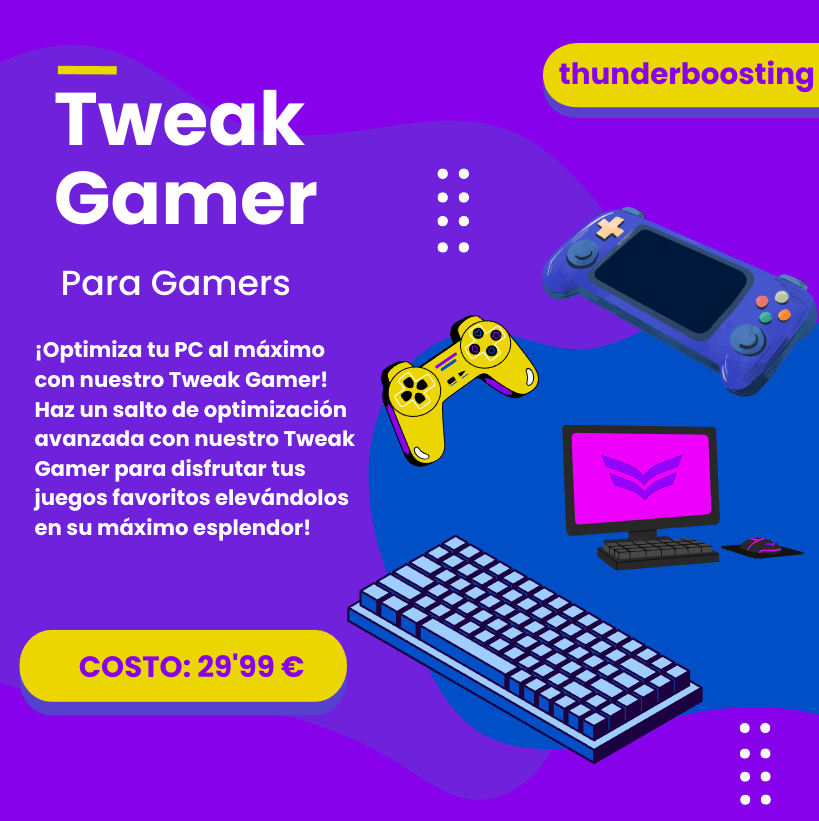 thunderboosting
Tweak
Gamer
Para Gamers
¡Optimiza tu PC al máximo
con nuestro Tweak Gamer!
Haz un salto de optimización
avanzada con nuestro Tweak
Gamer para disfrutar tus
juegos favoritos elevándolos
en su máximo esplendor!
COSTO: 29'99 €